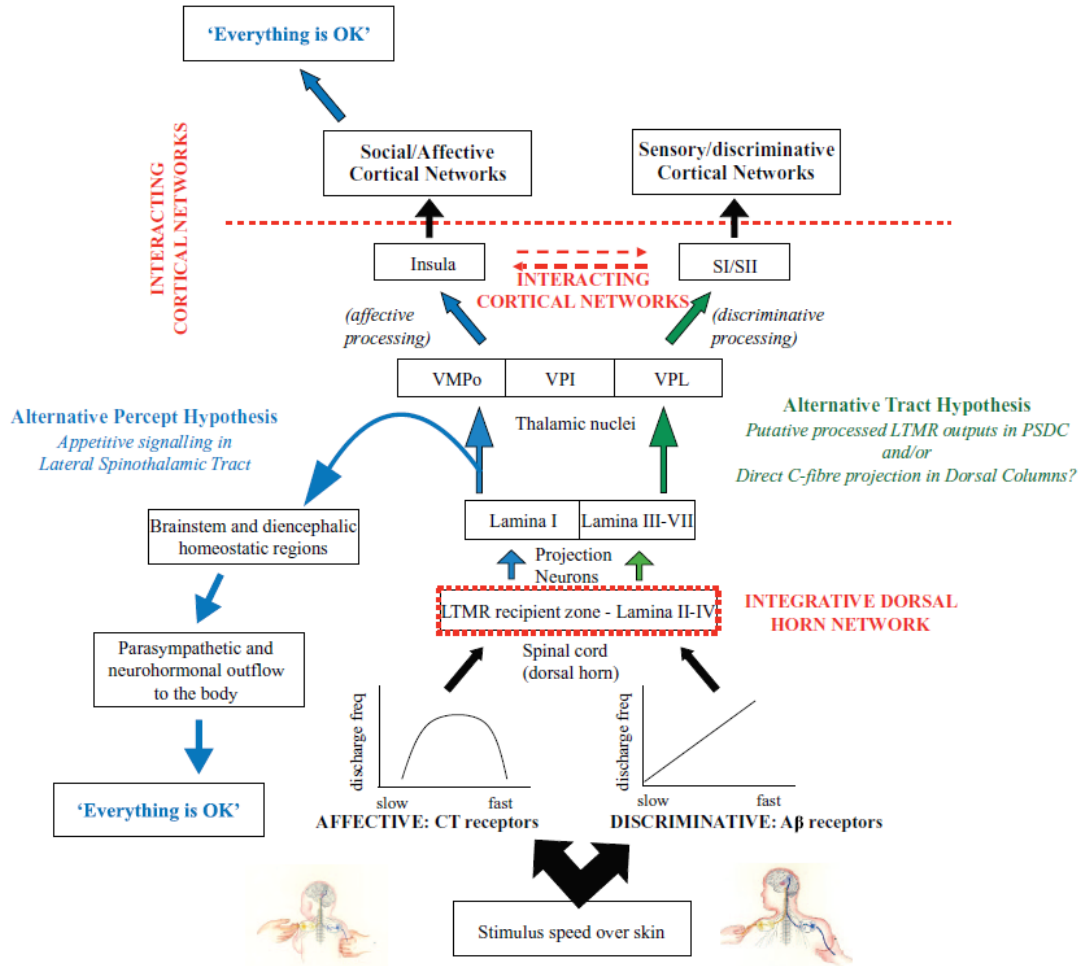 ‘Everything is OK’
Social/Affective
Cortical Networks
Sensory/discriminative
Cortical Networks
INTERACTING
CORTICAL NETWORKS
Insula
SI/SII
INTERACTING
CORTICAL NETWORKS
(affective
processing)
(discriminative
processing)
VMPo
VPI
VPL
Thalamic nuclei
Alternative Percept Hypothesis
Appetitive signalling in
Lateral Spinothalamic Tract
Alternative Tract Hypothesis
Putative processed LTMR outputs in PSDC
and/or
Direct C-fibre projection in Dorsal Columns?
Lamina I
Lamina III-VII
Brainstem and diencephalic
homeostatic regions
Projection
Neurons
LTMR recipient zone - Lamina II-IV
INTEGRATIVE DORSAL
HORN NETWORK
Parasympathetic and
neurohormonal outflow
to the body
Spinal cord
(dorsal horn)
discharge freq
slow
fast
AFFECTIVE: CT receptors
discharge freq
slow
fast
DISCRIMINATIVE: Aβ receptors
‘Everything is OK’
Stimulus speed over skin